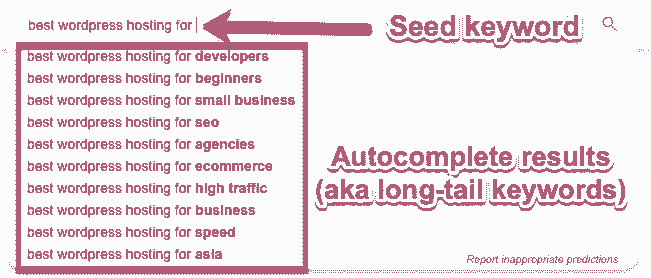 best wordpress hosting for
Seed keyword
best wordpress hosting for developers
best wordpress hosting for beginners
best wordpress hosting for small business
best wordpress hosting for seo
best wordpress hosting for agencies
best wordpress hosting for ecommerce
best wordpress hosting for high traffic
best wordpress hosting for business
best wordpress hosting for speed
best wordpress hosting for asia
Autocomplete results
(aka long-tail keywords)
Report inappropriate predictions